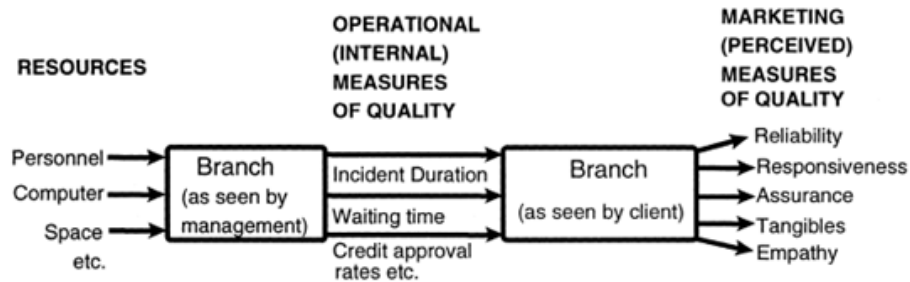 RESOURCES
OPERATIONAL
(INTERNAL)
MEASURES
OF QUALITY
MARKETING
(PERCEIVED)
MEASURES
OF QUALITY
Personnel
Computer
Space
etc.
Branch
(as seen by
management)
Incident Duration
Waiting time
Credit approval
rates etc.
Branch
(as seen by client)
Reliability
Responsiveness
Assurance
Tangibles
Empathy